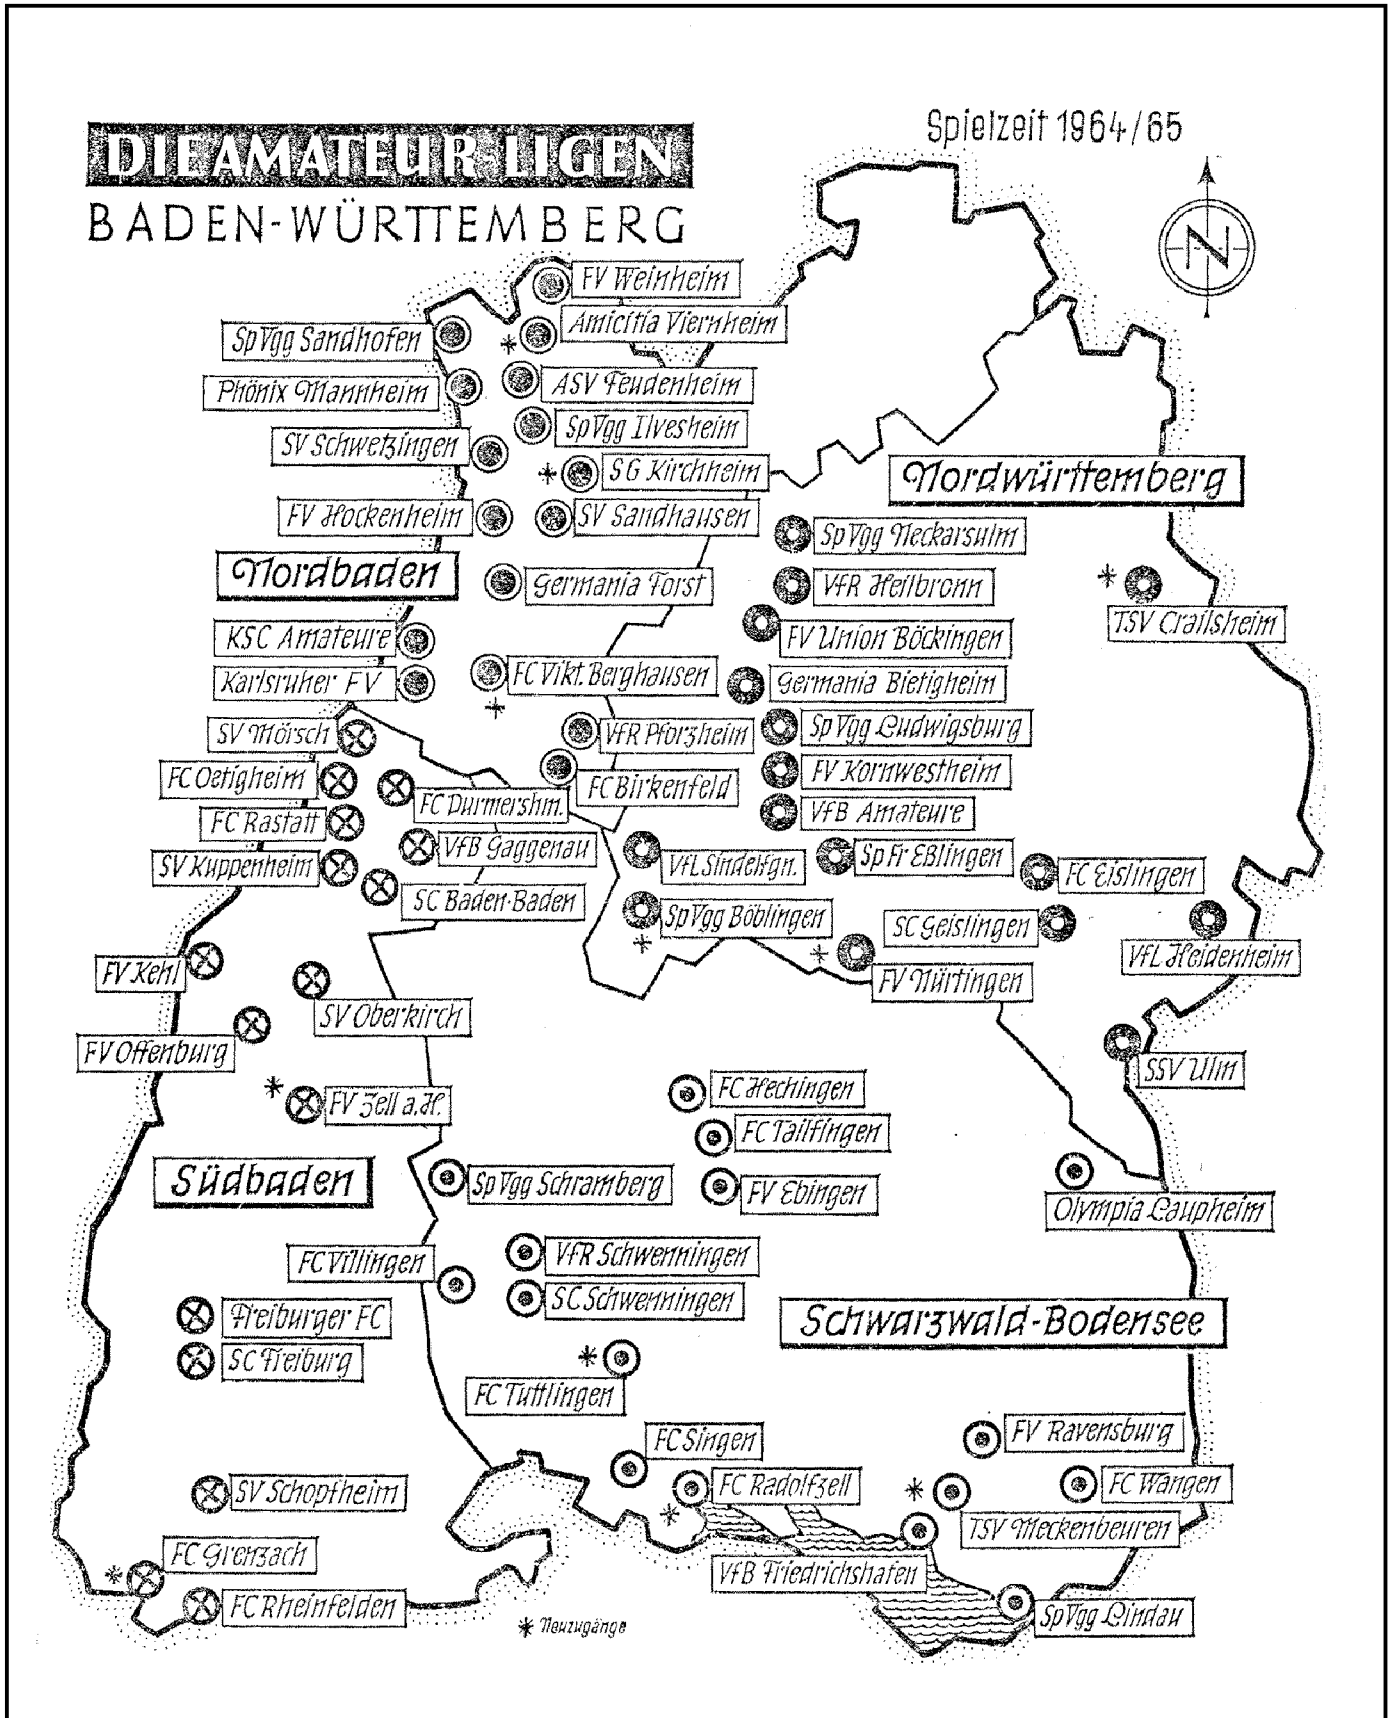 Spielzeit 1964/65
DIE AMATEUR-LIGEN
BADEN-WÜRTTEMBERG
N
FV Weinheim
Amicitia Viernheim
SpVgg Sandhofen
*
Phönix Mannheim
ASV Feudenheim
SpVgg Ilvesheim
SV Schwetzingen
* SG Kirchheim
Nordwürttemberg
FV Hockenheim
SV Sandhausen
SpVgg Neckarsulm
Nordbaden
Germania Forst
VfR Heilbronn
*
TSV Crailsheim
KSC Amateure
FV Union Böckingen
Karlsruher FV
FC Vikt. Berghausen
*
Germania Bietigheim
SV Mörsch
VfR Pforzheim
SpVgg Ludwigsburg
FC Oetigheim
FC Durmershm.
FC Birkenfeld
FV Kornwestheim
FC Rastatt
VfB Amateure
SV Kuppenheim
VfB Gaggenau
VfL Sindelfgn.
SpFr Eßlingen
FC Eislingen
SC Baden-Baden
SpVgg Böblingen
*
SC Geislingen
VfL Heidenheim
FV Kehl
*
FV Nürtingen
SV Oberkirch
FV Offenburg
SSV Ulm
* FV Zell a.H.
FC Hechingen
FC Tailfingen
Südbaden
SpVgg Schramberg
FV Ebingen
Olympia Laupheim
FC Villingen
VfR Schwenningen
SC Schwenningen
Freiburger FC
Schwarzwald-Bodensee
SC Freiburg
*
FC Tuttlingen
FC Singen
FV Ravensburg
SV Schopfheim
FC Radolfzell
*
*
FC Wangen
TSV Meckenbeuren
FC Grenzach
*
VfB Friedrichshafen
FC Rheinfelden
SpVgg Lindau
* Neuzugänge